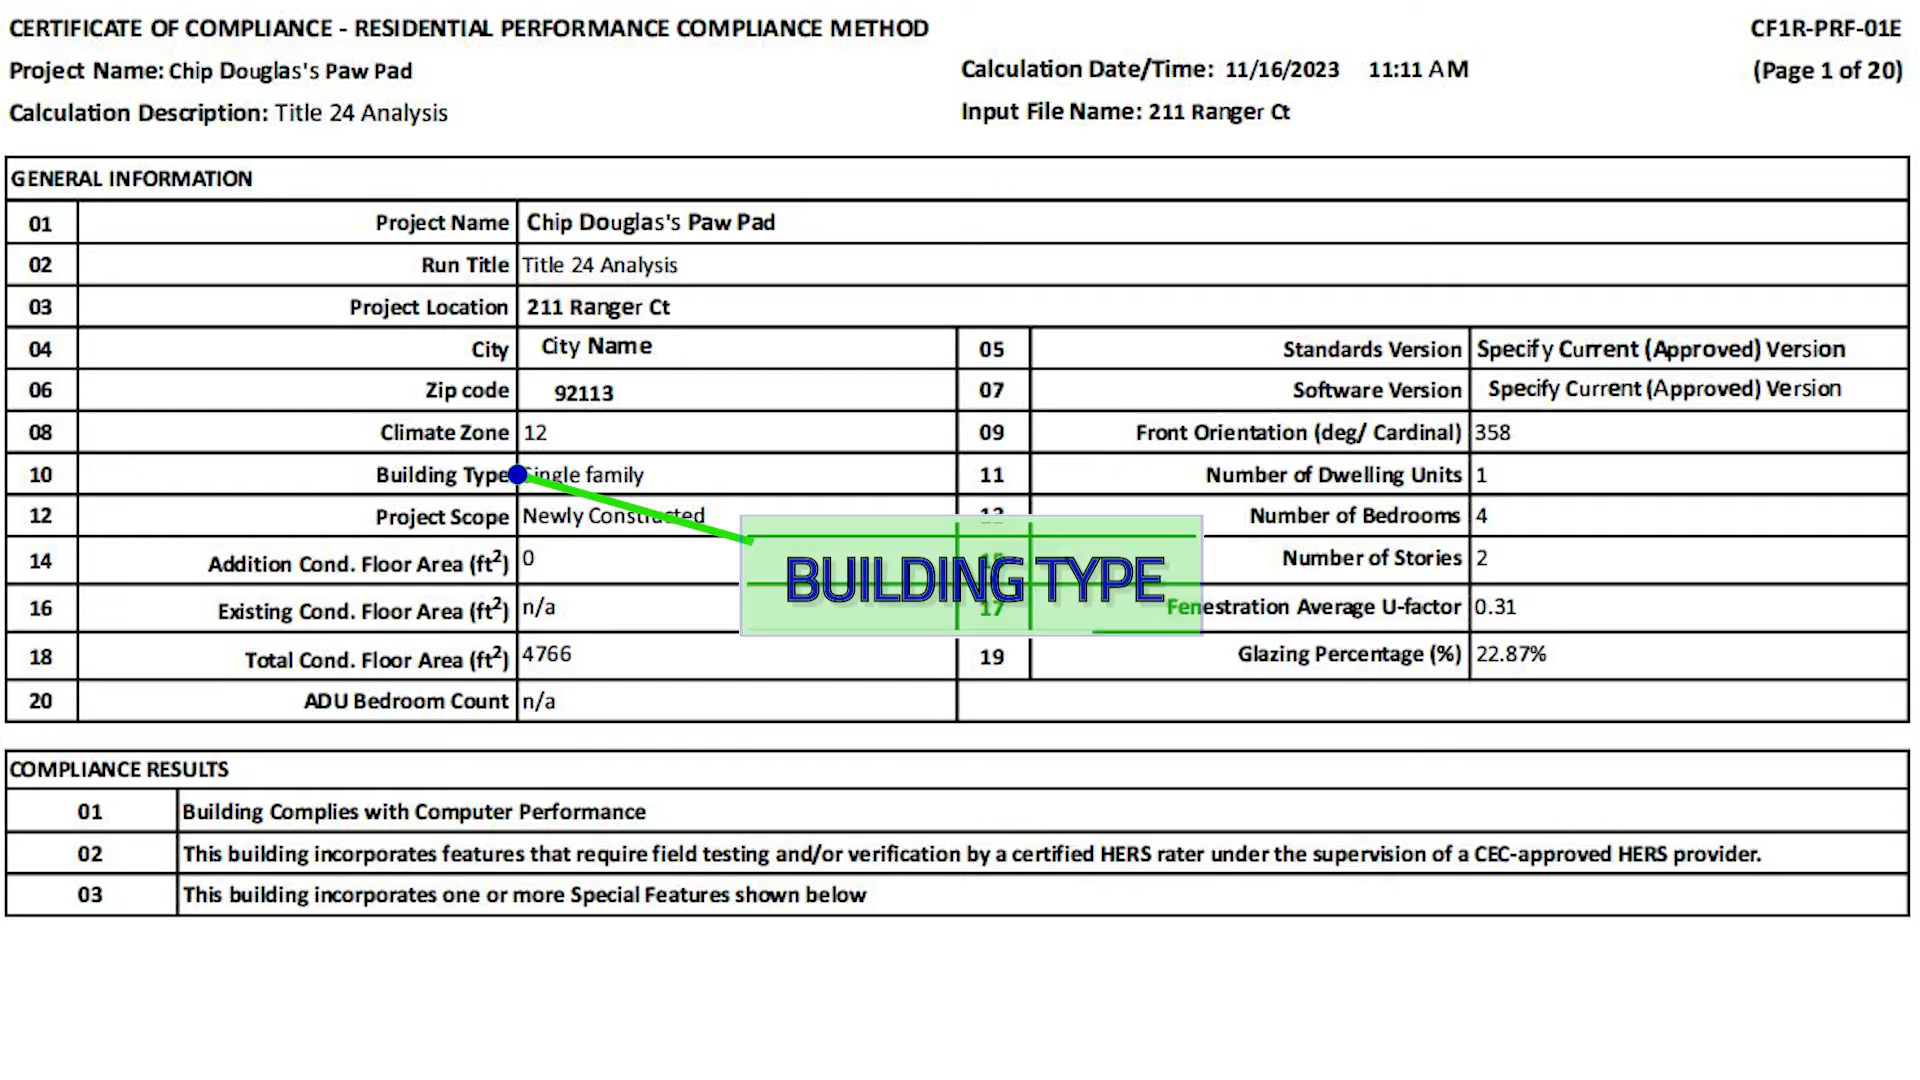 CERTIFICATE OF COMPLIANCE - RESIDENTIAL PERFORMANCE COMPLIANCE METHOD CF1R-PRF-01E
Project Name: Chip Douglas's Paw Pad Calculation Date/Time: 11/16/2023 11:11 AM (Page 1 of 20)
Calculation Description: Title 24 Analysis Input File Name: 211 Ranger Ct
GENERAL INFORMATION
01 Project Name Chip Douglas's Paw Pad
02 Run Title Title 24 Analysis
03 Project Location 211 Ranger Ct
04 City City Name 05 Standards Version Specify Current (Approved) Version
06 Zip code 92113 07 Software Version Specify Current (Approved) Version
08 Climate Zone 12 09 Front Orientation (deg/ Cardinal) 358
10 Building Type Single family 11 Number of Dwelling Units 1
12 Project Scope Newly Constructed 13 Number of Bedrooms 4
14 Addition Cond. Floor Area (ft²) 0 15 Number of Stories 2
BUILDING TYPE
16 Existing Cond. Floor Area (ft²) n/a 17 Fenestration Average U-factor 0.31
18 Total Cond. Floor Area (ft²) 4766 19 Glazing Percentage (%) 22.87%
20 ADU Bedroom Count n/a
COMPLIANCE RESULTS
01 Building Complies with Computer Performance
02 This building incorporates features that require field testing and/or verification by a certified HERS rater under the supervision of a CEC-approved HERS provider.
03 This building incorporates one or more Special Features shown below